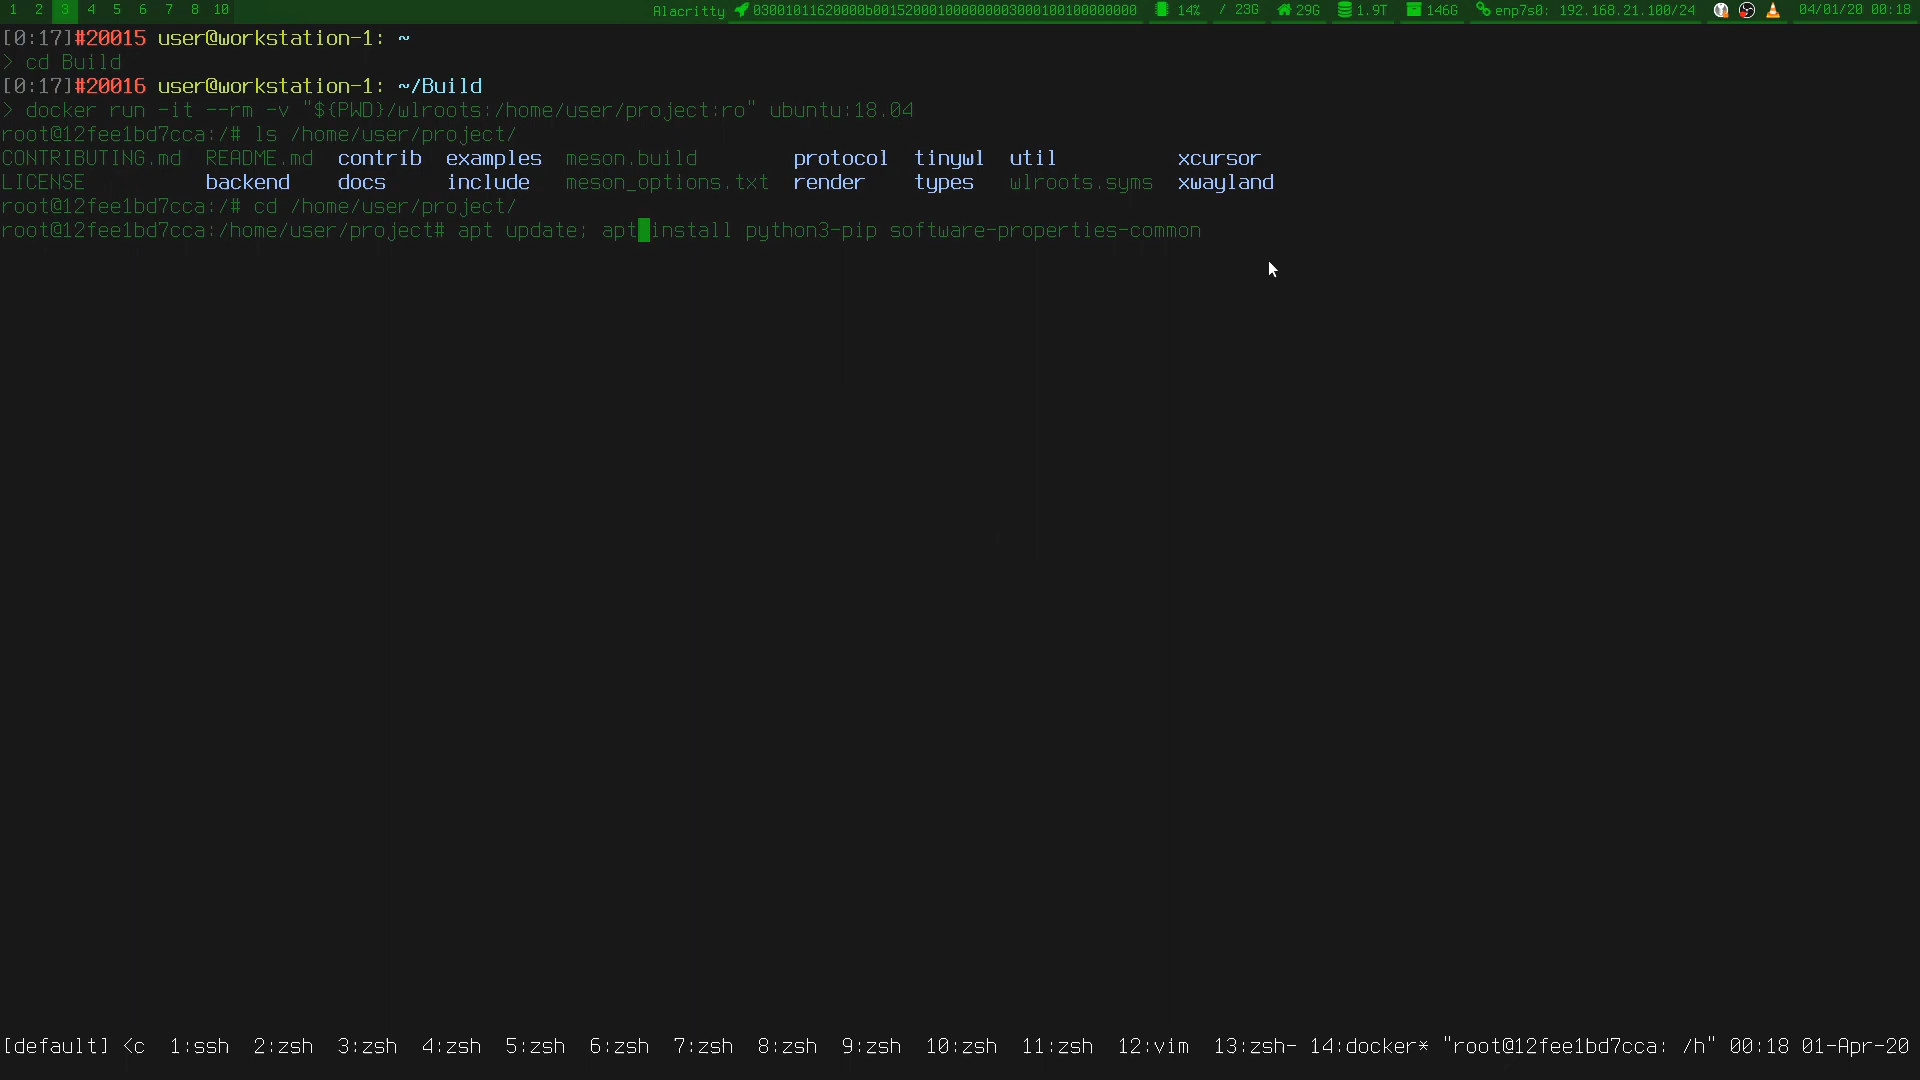 1 2 3 4 5 6 7 8 9 10 Alacritty 03001011620000b00152000100000000030001001000000000 14% / 23G 29G 1.9T 146G enp7s0: 192.168.21.100/24 04/01/20 00:18
[0:17]#20015 user@workstation-1: ~
> cd Build
[0:17]#20016 user@workstation-1: ~/Build
> docker run -it --rm -v "${PWD}/wlroots:/home/user/project:ro" ubuntu:18.04
root@12fee1bd7cca:/# ls /home/user/project/
CONTRIBUTING.md README.md contrib examples meson.build protocol tinywl util xcursor
LICENSE backend docs include meson_options.txt render types wlroots.syms xwayland
root@12fee1bd7cca:/# cd /home/user/project/
root@12fee1bd7cca:/home/user/project# apt update; apt install python3-pip software-properties-common
[default] <c 1:ssh 2:zsh 3:zsh 4:zsh 5:zsh 6:zsh 7:zsh 8:zsh 9:zsh 10:zsh 11:zsh 12:vim 13:zsh- 14:docker* "root@12fee1bd7cca: /h" 00:18 01-Apr-20